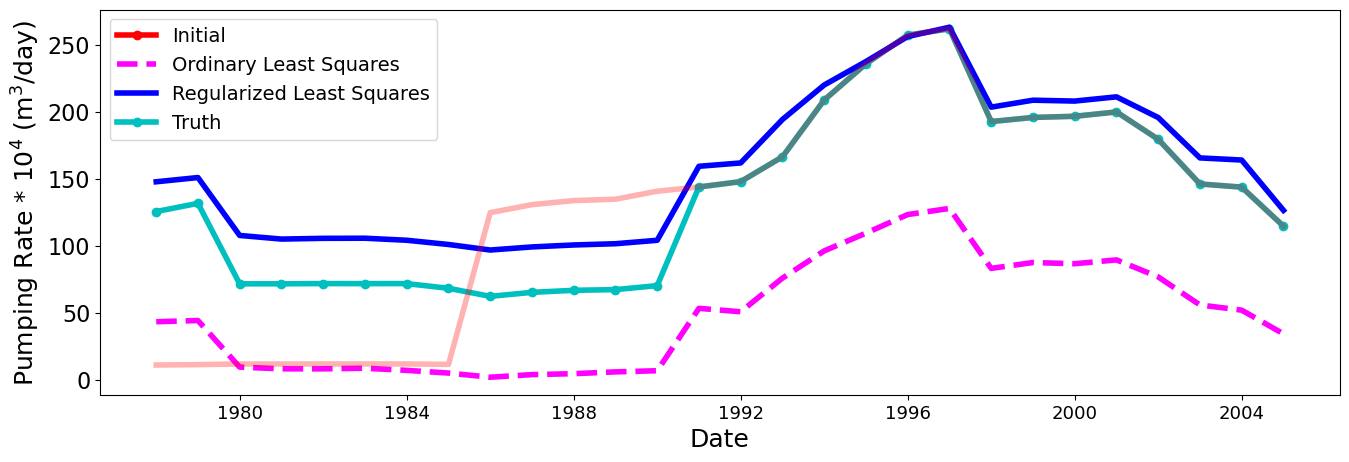 Pumping Rate * 10⁴ (m³/day)
250
200
150
100
50
0
Initial
Ordinary Least Squares
Regularized Least Squares
Truth
1980 1984 1988 1992 1996 2000 2004
Date